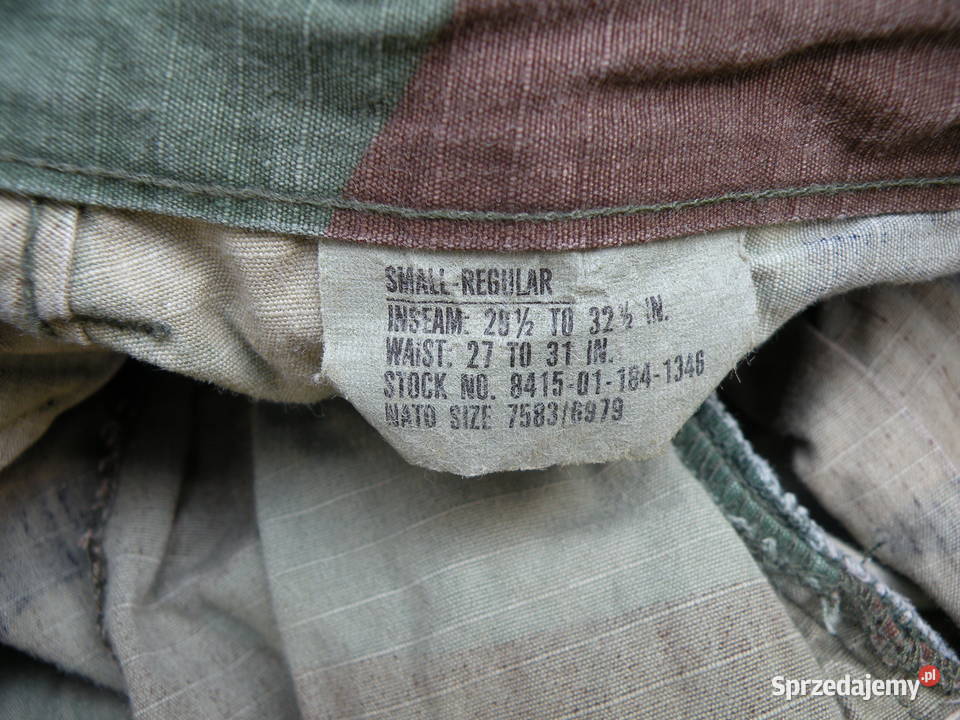 SMALL-REGULAR
INSEAM: 29½ TO 32½ IN.
WAIST: 27 TO 31 IN.
STOCK NO. 8415-01-184-1346
NATO SIZE 7583/6979
Sprzedajemy.pl